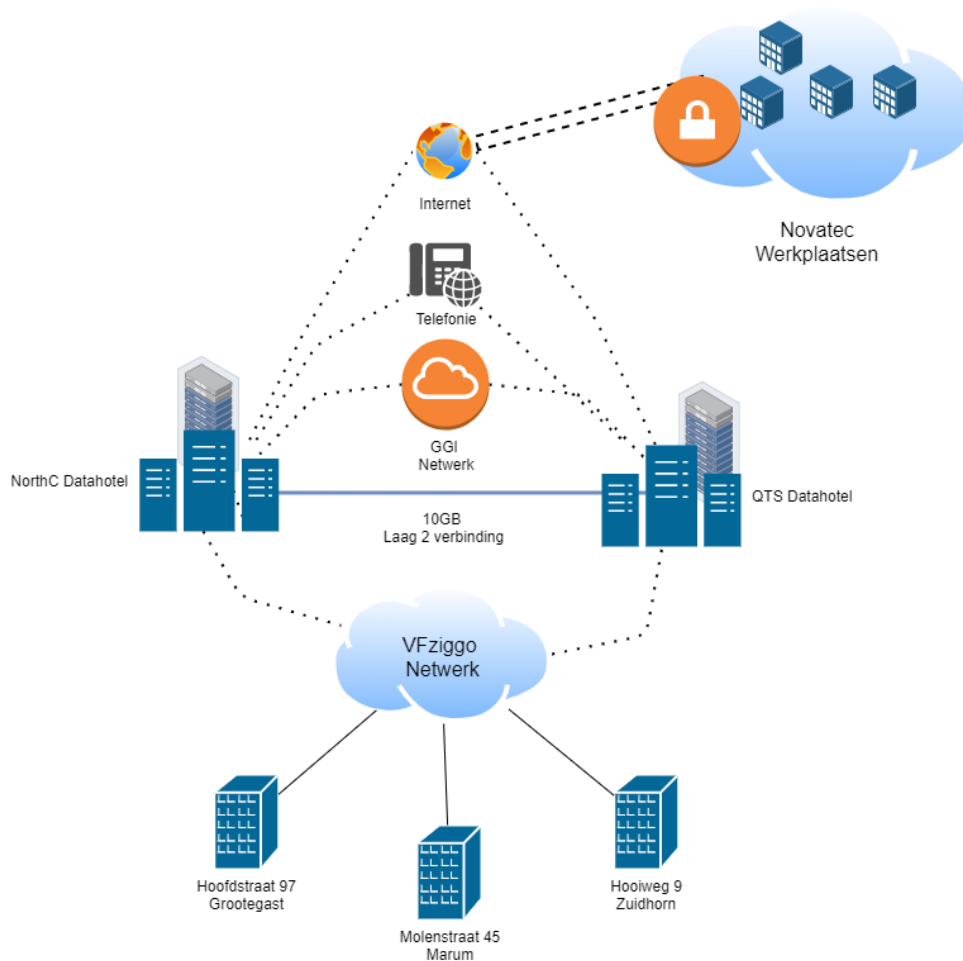 Internet
Novatec
Werkplaatsen
Telefonie
GGI
Netwerk
NorthC Datahotel
QTS Datahotel
10GB
Laag 2 verbinding
VFziggo
Netwerk
Hoofdstraat 97
Grootegast
Molenstraat 45
Marum
Hooiweg 9
Zuidhorn